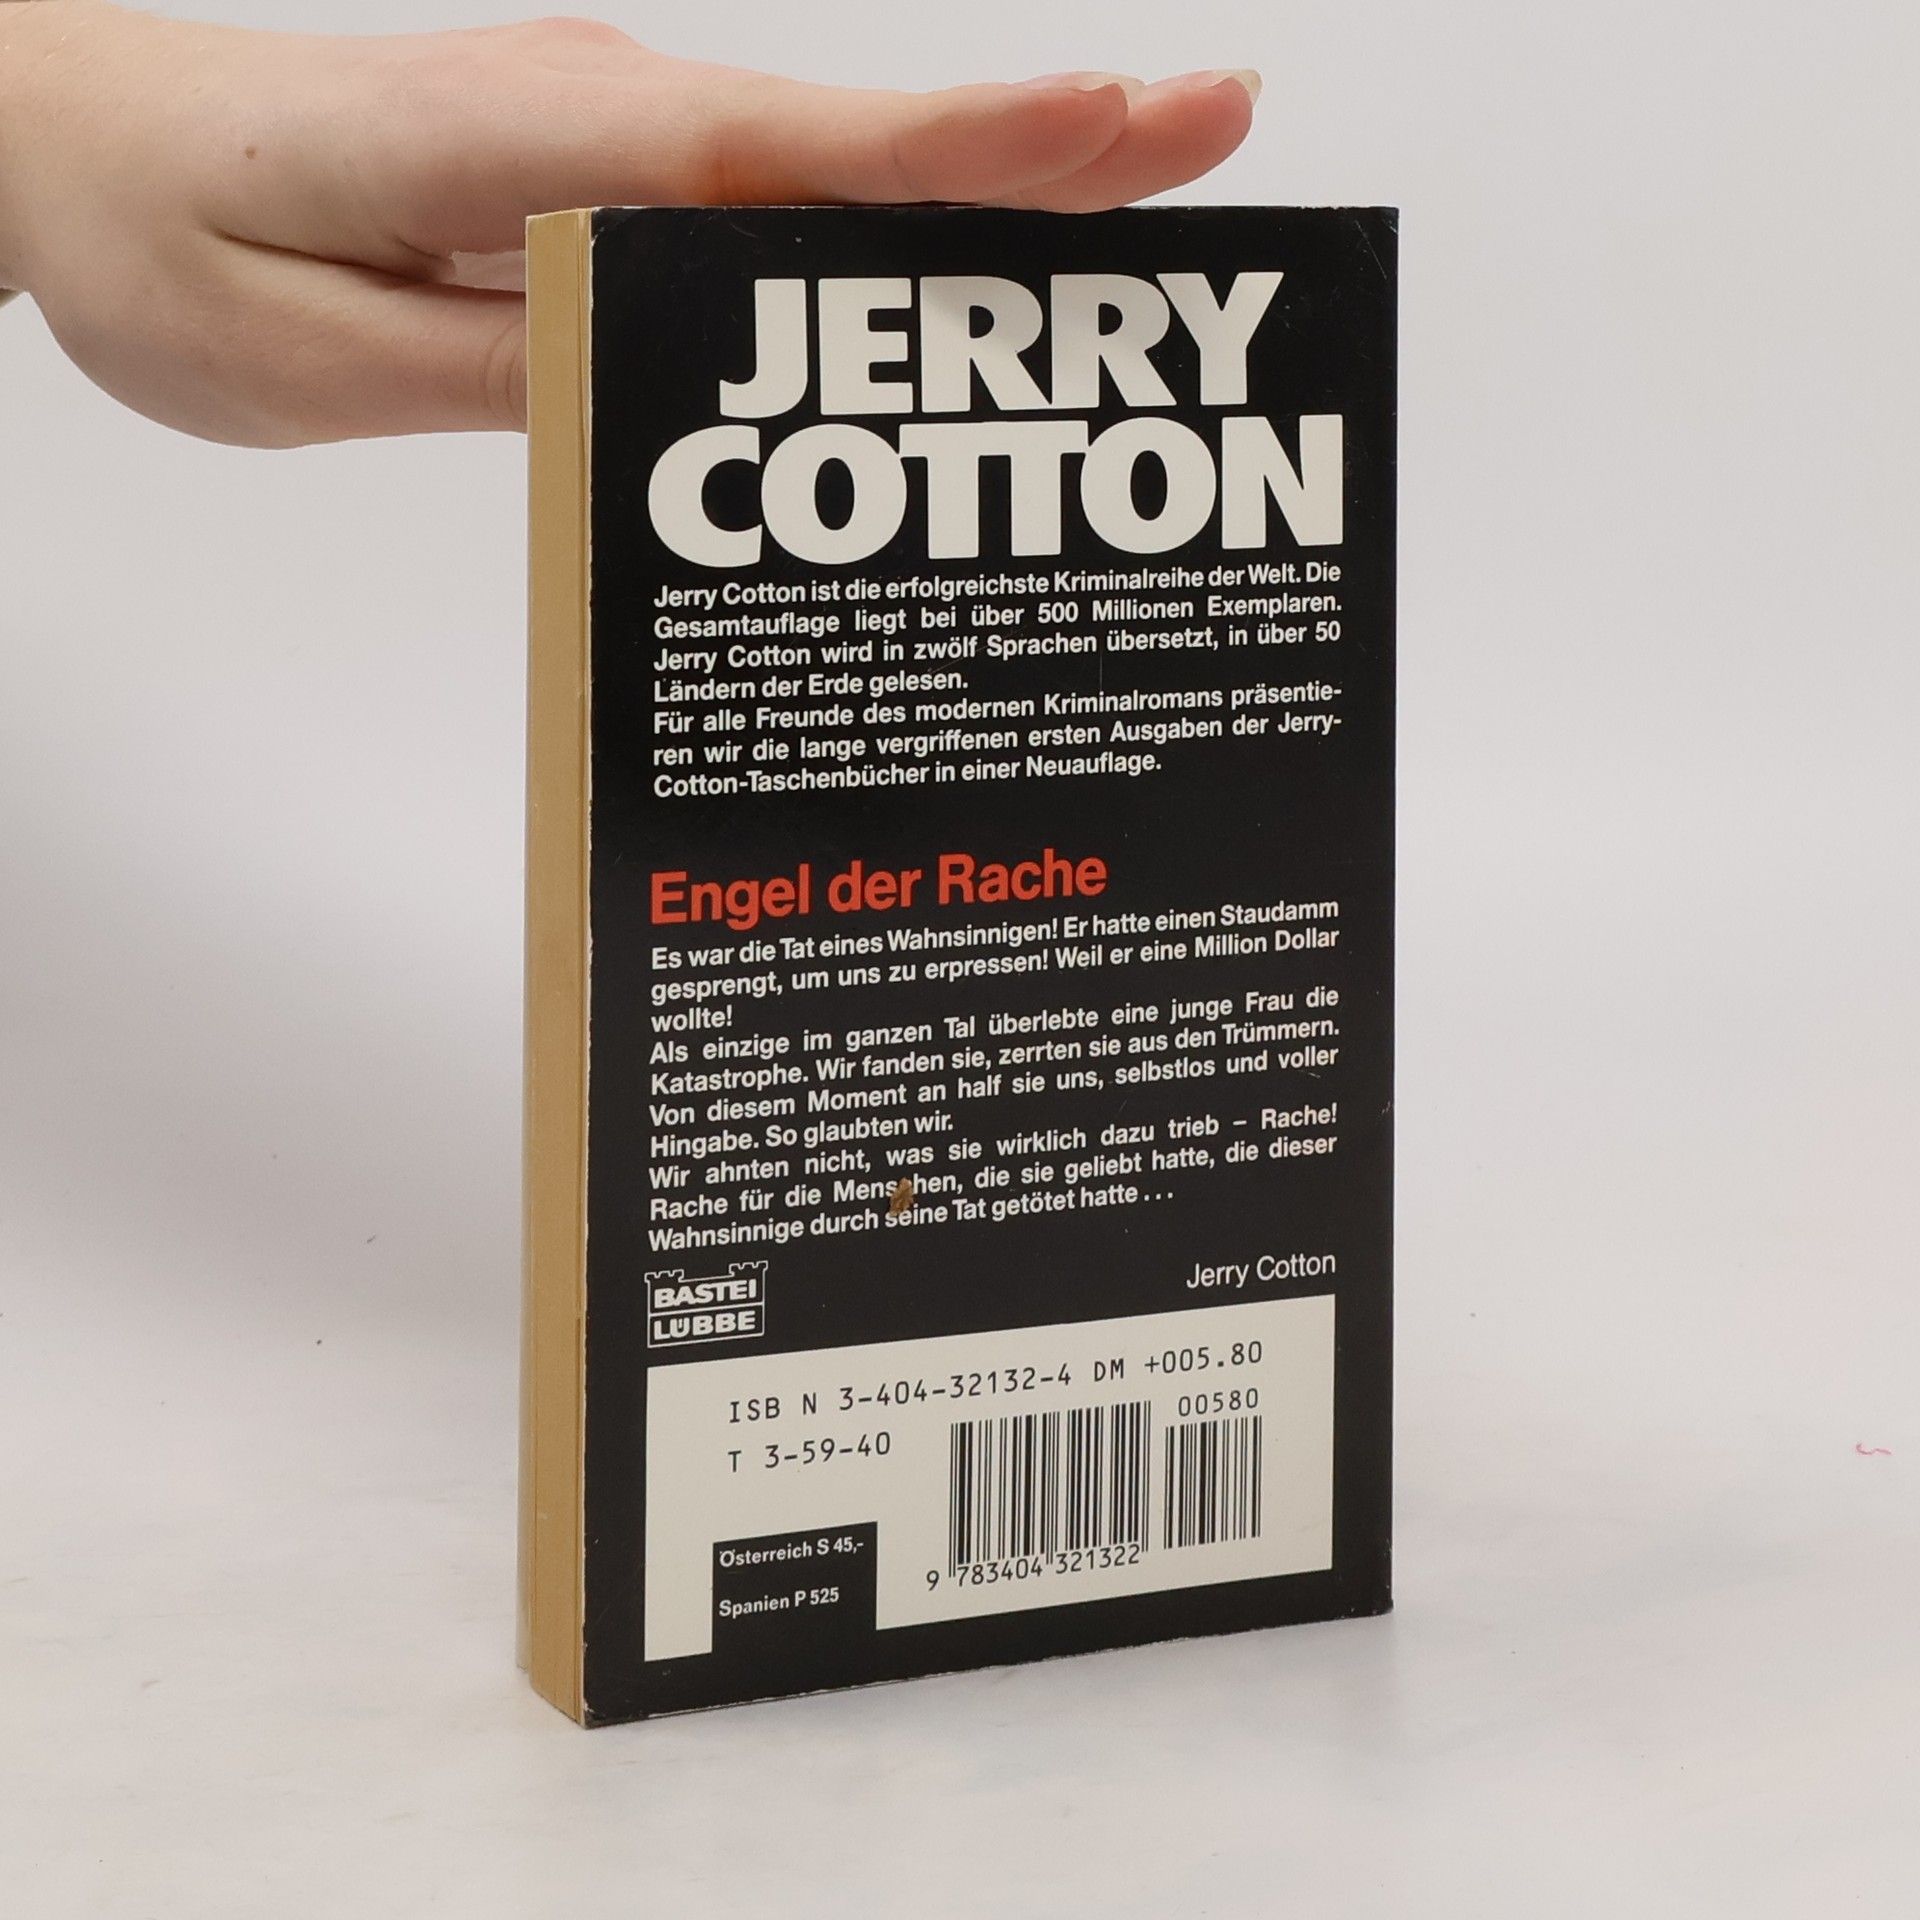 JERRY
COTTON
Jerry Cotton ist die erfolgreichste Kriminalreihe der Welt. Die
Gesamtauflage liegt bei über 500 Millionen Exemplaren.
Jerry Cotton wird in zwölf Sprachen übersetzt, in über 50
Ländern der Erde gelesen.
Für alle Freunde des modernen Kriminalromans präsentie-
ren wir die lange vergriffenen ersten Ausgaben der Jerry-
Cotton-Taschenbücher in einer Neuauflage.
Engel der Rache
Es war die Tat eines Wahnsinnigen! Er hatte einen Staudamm
gesprengt, um uns zu erpressen! Weil er eine Million Dollar
wollte!
Als einzige im ganzen Tal überlebte eine junge Frau die
Katastrophe. Wir fanden sie, zerrten sie aus den Trümmern.
Von diesem Moment an half sie uns, selbstlos und voller
Hingabe. So glaubten wir.
Wir ahnten nicht, was sie wirklich dazu trieb – Rache!
Rache für die Menschen, die sie geliebt hatte, die dieser
Wahnsinnige durch seine Tat getötet hatte . . .
Jerry Cotton
BASTEI
LÜBBE
ISB N 3-404-32132-4 DM +005.80
T 3-59-40
00580
Österreich S 45,-
Spanien P 525
9 783404 321322